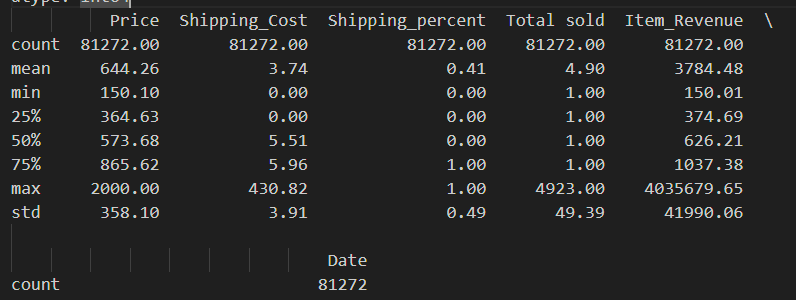 dtype: int64
Price Shipping_Cost Shipping_percent Total sold Item_Revenue \
count 81272.00 81272.00 81272.00 81272.00 81272.00
mean 644.26 3.74 0.41 4.90 3784.48
min 150.10 0.00 0.00 1.00 150.01
25% 364.63 0.00 0.00 1.00 374.69
50% 573.68 5.51 0.00 1.00 626.21
75% 865.62 5.96 1.00 1.00 1037.38
max 2000.00 430.82 1.00 4923.00 4035679.65
std 358.10 3.91 0.49 49.39 41990.06
Date
count 81272